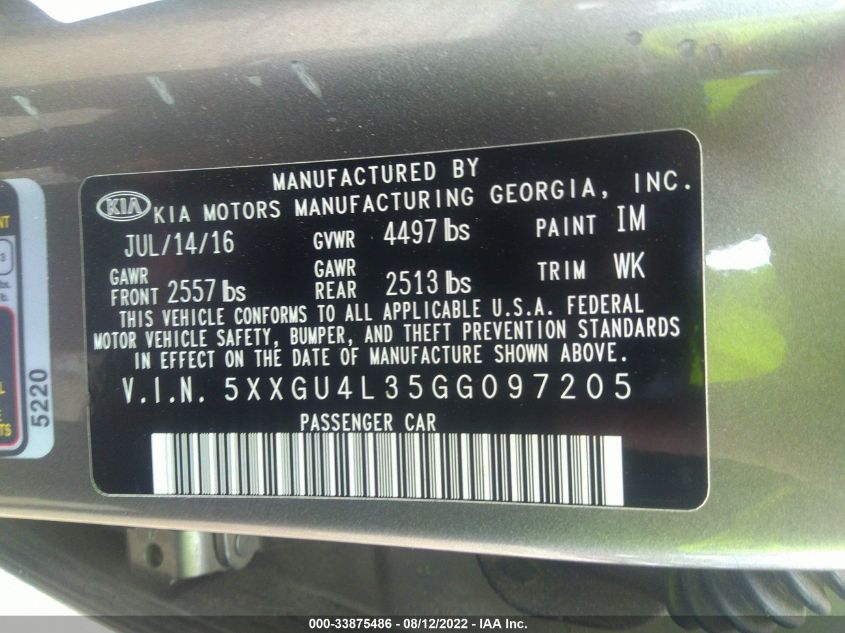 MANUFACTURED BY
KIA KIA MOTORS MANUFACTURING GEORGIA, INC.
JUL/14/16 GVWR 4497 lbs PAINT IM
GAWR FRONT 2557 lbs GAWR REAR 2513 lbs TRIM WK
THIS VEHICLE CONFORMS TO ALL APPLICABLE U.S.A. FEDERAL
MOTOR VEHICLE SAFETY, BUMPER, AND THEFT PREVENTION STANDARDS
IN EFFECT ON THE DATE OF MANUFACTURE SHOWN ABOVE.
V.I.N. 5XXGU4L35GG097205
PASSENGER CAR
5220
000-33875486 - 08/12/2022 - IAA Inc.